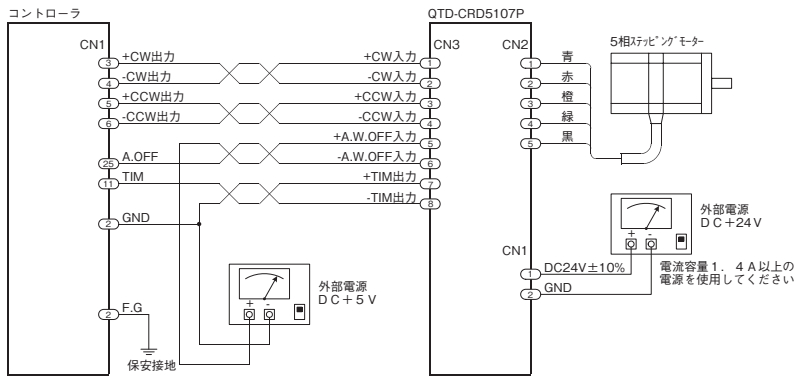 コントローラ
QTD-CRD5107P
CN1
CN3
CN2
5相ステッピングモーター
3
+CW出力
+CW入力
1
1
青
4
-CW出力
-CW入力
2
2
赤
5
+CCW出力
+CCW入力
3
3
橙
6
-CCW出力
-CCW入力
4
4
緑
+A.W.OFF入力
5
5
黒
25
A.OFF
-A.W.OFF入力
6
11
TIM
+TIM出力
7
-TIM出力
8
2
GND
外部電源
DC+24V
+ -
CN1
1
DC24V±10%
電流容量1.4A以上の
電源を使用してください
2
GND
外部電源
DC+5V
+ -
2
F.G
保安接地